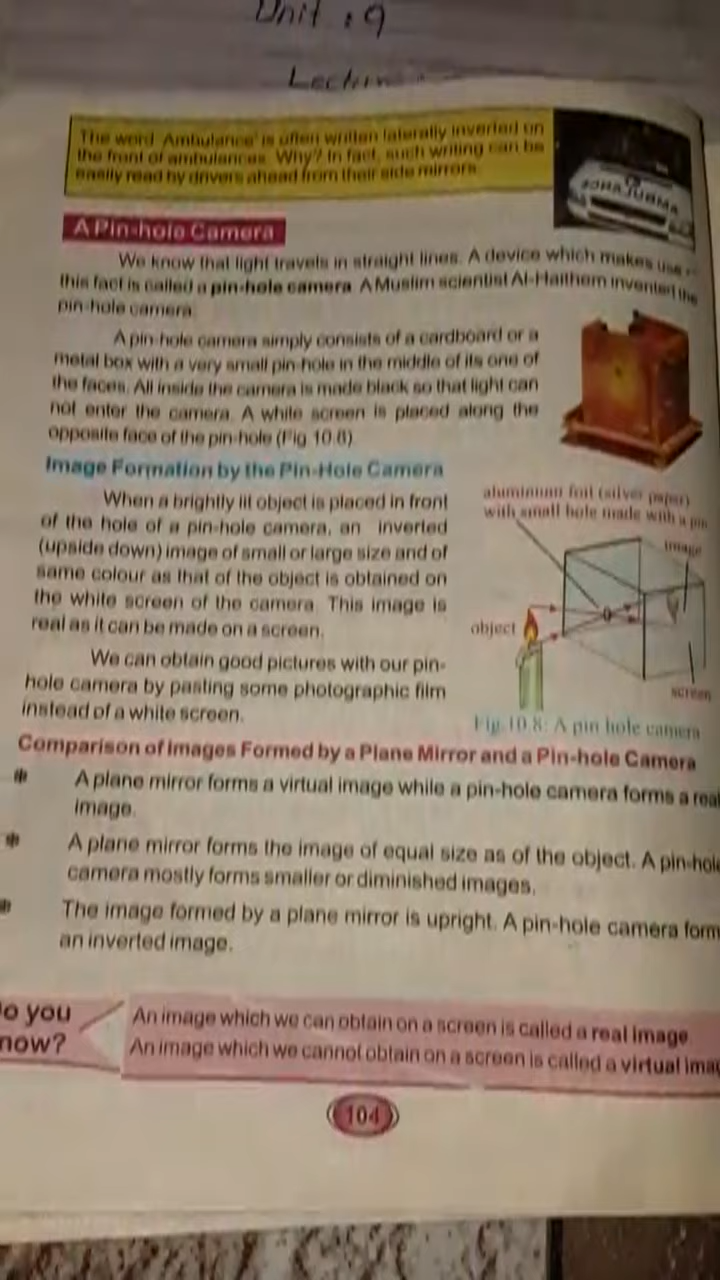 Unit : 9
Lecture
The word 'Ambulance' is often written laterally inverted on
the front of ambulances. Why? In fact, such writing can be
easily read by drivers ahead from their side mirrors.
A Pin-hole Camera
We know that light travels in straight lines. A device which makes use
this fact is called a pin-hole camera. A Muslim scientist Al-Haithem invented the
pin-hole camera.
A pin-hole camera simply consists of a cardboard or a
metal box with a very small pin-hole in the middle of its one of
the faces. All inside the camera is made black so that light can
not enter the camera. A white screen is placed along the
opposite face of the pin-hole (Fig 10.8)
Image Formation by the Pin-Hole Camera
When a brightly lit object is placed in front
of the hole of a pin-hole camera, an inverted
(upside down) image of small or large size and of
same colour as that of the object is obtained on
the white screen of the camera. This image is
real as it can be made on a screen.
We can obtain good pictures with our pin-
hole camera by pasting some photographic film
instead of a white screen.
aluminium foil (silver paper)
with small hole made with a pin
image
object
screen
Fig 10.8: A pin hole camera
Comparison of Images Formed by a Plane Mirror and a Pin-hole Camera
A plane mirror forms a virtual image while a pin-hole camera forms a real
image.
A plane mirror forms the image of equal size as of the object. A pin-hole
camera mostly forms smaller or diminished images.
The image formed by a plane mirror is upright. A pin-hole camera form
an inverted image.
o you
now?
An image which we can obtain on a screen is called a real image
An image which we cannot obtain on a screen is called a virtual ima
104